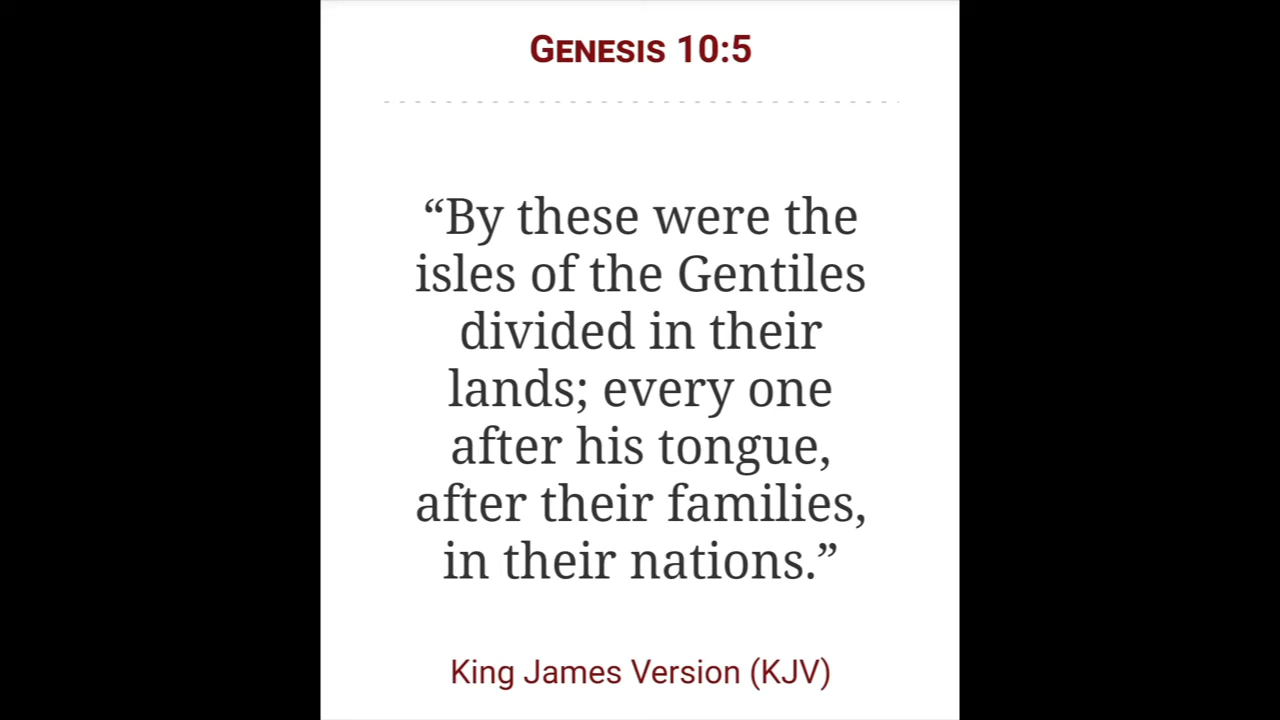 Genesis 10:5
“By these were the
isles of the Gentiles
divided in their
lands; every one
after his tongue,
after their families,
in their nations.”
King James Version (KJV)